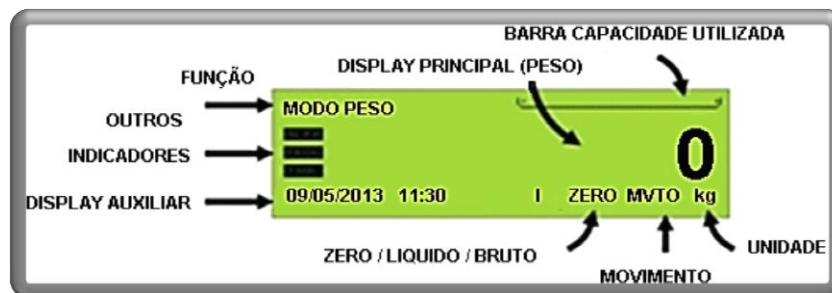 BARRA CAPACIDADE UTILIZADA
DISPLAY PRINCIPAL (PESO)
FUNÇÃO
MODO PESO
OUTROS
INDICADORES
0
DISPLAY AUXILIAR
09/05/2013 11:30 I ZERO MVTO kg
ZERO / LIQUIDO / BRUTO
UNIDADE
MOVIMENTO